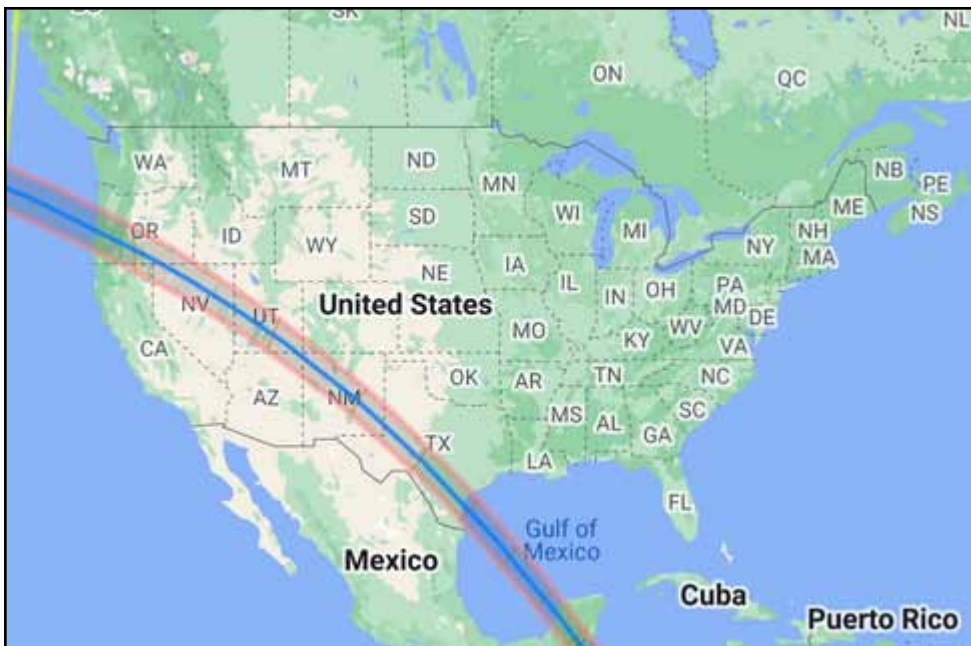 SK
NL
ON
QC
WA
MT
ND
MN
NB
PE
ME
NS
SD
WI
MI
OR
ID
WY
NY
NH
MA
NE
IA
IL
IN
OH
PA
MD
DE
NV
UT
United States
MO
KY
WV
VA
CA
AZ
NM
OK
AR
TN
NC
MS
AL
SC
GA
TX
LA
FL
Gulf of
Mexico
Mexico
Cuba
Puerto Rico